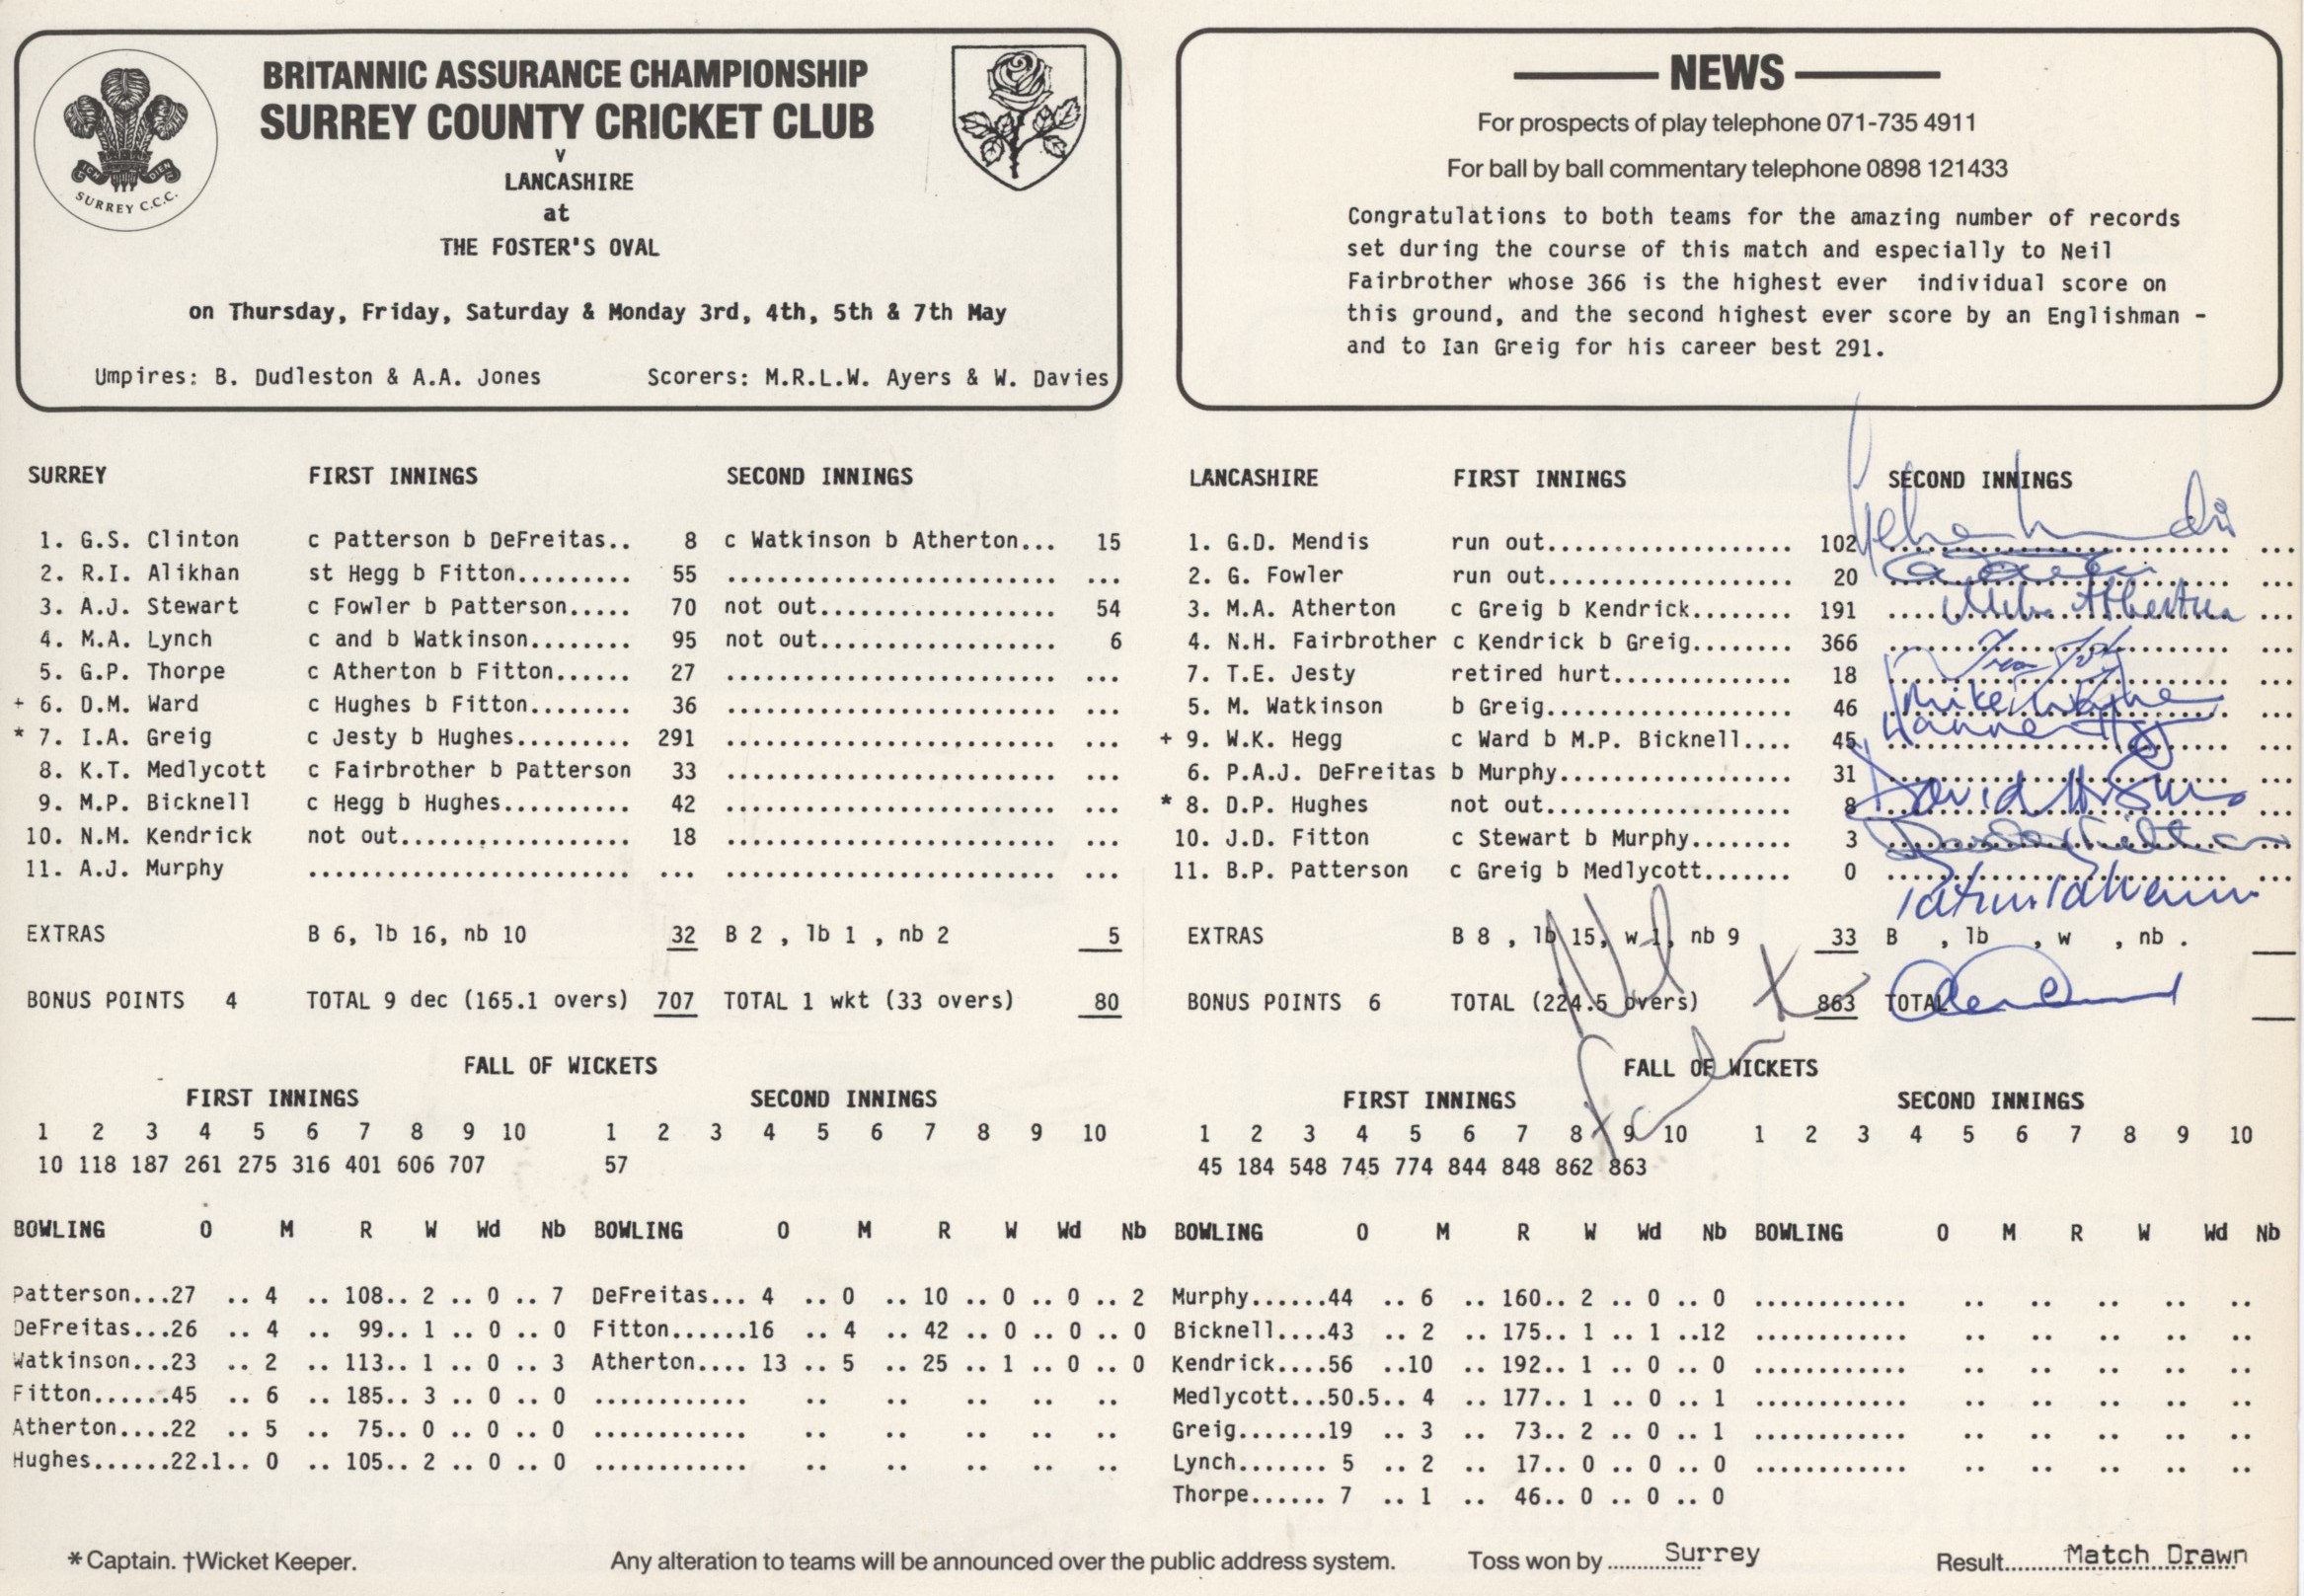 BRITANNIC ASSURANCE CHAMPIONSHIP
SURREY COUNTY CRICKET CLUB
v
LANCASHIRE
at
THE FOSTER'S OVAL
on Thursday, Friday, Saturday & Monday 3rd, 4th, 5th & 7th May
Umpires: B. Dudleston & A.A. Jones Scorers: M.R.L.W. Ayers & W. Davies
ICH DIEN
SURREY C.C.C.
NEWS
For prospects of play telephone 071-735 4911
For ball by ball commentary telephone 0898 121433
Congratulations to both teams for the amazing number of records
set during the course of this match and especially to Neil
Fairbrother whose 366 is the highest ever individual score on
this ground, and the second highest ever score by an Englishman -
and to Ian Greig for his career best 291.
SURREY FIRST INNINGS SECOND INNINGS
1. G.S. Clinton c Patterson b DeFreitas.. 8 c Watkinson b Atherton... 15
2. R.I. Alikhan st Hegg b Fitton......... 55 ........................ ...
3. A.J. Stewart c Fowler b Patterson..... 70 not out.................. 54
4. M.A. Lynch c and b Watkinson........ 95 not out.................. 6
5. G.P. Thorpe c Atherton b Fitton...... 27 ........................ ...
+ 6. D.M. Ward c Hughes b Fitton........ 36 ........................ ...
* 7. I.A. Greig c Jesty b Hughes......... 291 ........................ ...
8. K.T. Medlycott c Fairbrother b Patterson 33 ........................ ...
9. M.P. Bicknell c Hegg b Hughes.......... 42 ........................ ...
10. N.M. Kendrick not out.................. 18 ........................ ...
11. A.J. Murphy ........................ ... ........................ ...
EXTRAS B 6, lb 16, nb 10 32 B 2 , lb 1 , nb 2 5
BONUS POINTS 4 TOTAL 9 dec (165.1 overs) 707 TOTAL 1 wkt (33 overs) 80
FALL OF WICKETS
FIRST INNINGS SECOND INNINGS
1 2 3 4 5 6 7 8 9 10 1 2 3 4 5 6 7 8 9 10
10 118 187 261 275 316 401 606 707 57
BOWLING O M R W Wd Nb BOWLING O M R W Wd Nb
Patterson...27 .. 4 .. 108.. 2 .. 0 .. 7 DeFreitas... 4 .. 0 .. 10 .. 0 .. 0 .. 2
DeFreitas...26 .. 4 .. 99.. 1 .. 0 .. 0 Fitton......16 .. 4 .. 42 .. 0 .. 0 .. 0
Watkinson...23 .. 2 .. 113.. 1 .. 0 .. 3 Atherton.... 13 .. 5 .. 25 .. 1 .. 0 .. 0
Fitton......45 .. 6 .. 185.. 3 .. 0 .. 0 ............ .. .. .. .. ..
Atherton....22 .. 5 .. 75.. 0 .. 0 .. 0 ............ .. .. .. .. ..
Hughes......22.1.. 0 .. 105.. 2 .. 0 .. 0 ............ .. .. .. .. ..
LANCASHIRE FIRST INNINGS SECOND INNINGS
1. G.D. Mendis run out................... 102 ........................ ...
2. G. Fowler run out................... 20 ........................ ...
3. M.A. Atherton c Greig b Kendrick........ 191 ........................ ...
Mike Atherton
4. N.H. Fairbrother c Kendrick b Greig........ 366 ........................ ...
7. T.E. Jesty retired hurt.............. 18 ........................ ...
5. M. Watkinson b Greig................... 46 ........................ ...
+ 9. W.K. Hegg c Ward b M.P. Bicknell.... 45 ........................ ...
6. P.A.J. DeFreitas b Murphy.................. 31 ........................ ...
* 8. D.P. Hughes not out................... 8 ........................ ...
10. J.D. Fitton c Stewart b Murphy........ 3 ........................ ...
11. B.P. Patterson c Greig b Medlycott....... 0 ........................ ...
EXTRAS B 8 , lb 15, w 1, nb 9 33 B , lb , w , nb .
BONUS POINTS 6 TOTAL (224.5 overs) 863 TOTAL
FALL OF WICKETS
FIRST INNINGS SECOND INNINGS
1 2 3 4 5 6 7 8 9 10 1 2 3 4 5 6 7 8 9 10
45 184 548 745 774 844 848 862 863
BOWLING O M R W Wd Nb BOWLING O M R W Wd Nb
Murphy......44 .. 6 .. 160.. 2 .. 0 .. 0 ............ .. .. .. .. ..
Bicknell....43 .. 2 .. 175.. 1 .. 1 ..12 ............ .. .. .. .. ..
Kendrick....56 ..10 .. 192.. 1 .. 0 .. 0 ............ .. .. .. .. ..
Medlycott...50.5.. 4 .. 177.. 1 .. 0 .. 1 ............ .. .. .. .. ..
Greig.......19 .. 3 .. 73.. 2 .. 0 .. 1 ............ .. .. .. .. ..
Lynch....... 5 .. 2 .. 17.. 0 .. 0 .. 0 ............ .. .. .. .. ..
Thorpe...... 7 .. 1 .. 46.. 0 .. 0 .. 0
* Captain. †Wicket Keeper. Any alteration to teams will be announced over the public address system. Toss won by ..........Surrey Result..........Match Drawn